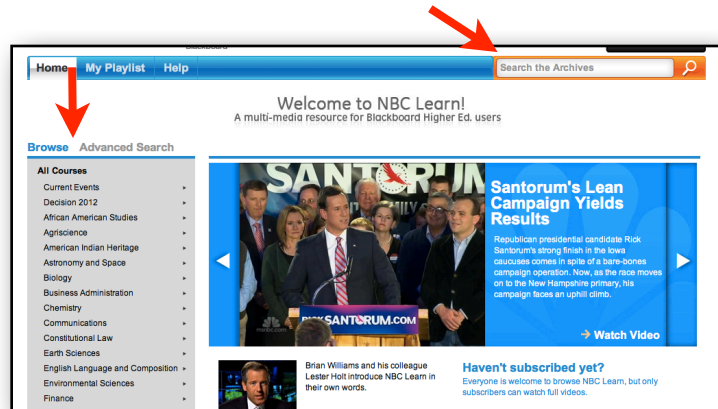 Blackboard
Home My Playlist Help
Search the Archives
Welcome to NBC Learn!
A multi-media resource for Blackboard Higher Ed. users
Browse Advanced Search
All Courses
Current Events
Decision 2012
African American Studies
Agriscience
American Indian Heritage
Astronomy and Space
Biology
Business Administration
Chemistry
Communications
Constitutional Law
Earth Sciences
English Language and Composition
Environmental Sciences
Finance
SANTORUM
FAMILY
RICK SANTORUM.COM
msnbc.com
Santorum's Lean
Campaign Yields
Results
Republican presidential candidate Rick
Santorum's strong finish in the Iowa
caucuses comes in spite of a bare-bones
campaign operation. Now, as the race moves
on to the New Hampshire primary, his
campaign faces an uphill climb.
Watch Video
Brian Williams and his colleague
Lester Holt introduce NBC Learn in
their own words.
Haven't subscribed yet?
Everyone is welcome to browse NBC Learn, but only
subscribers can watch full videos.